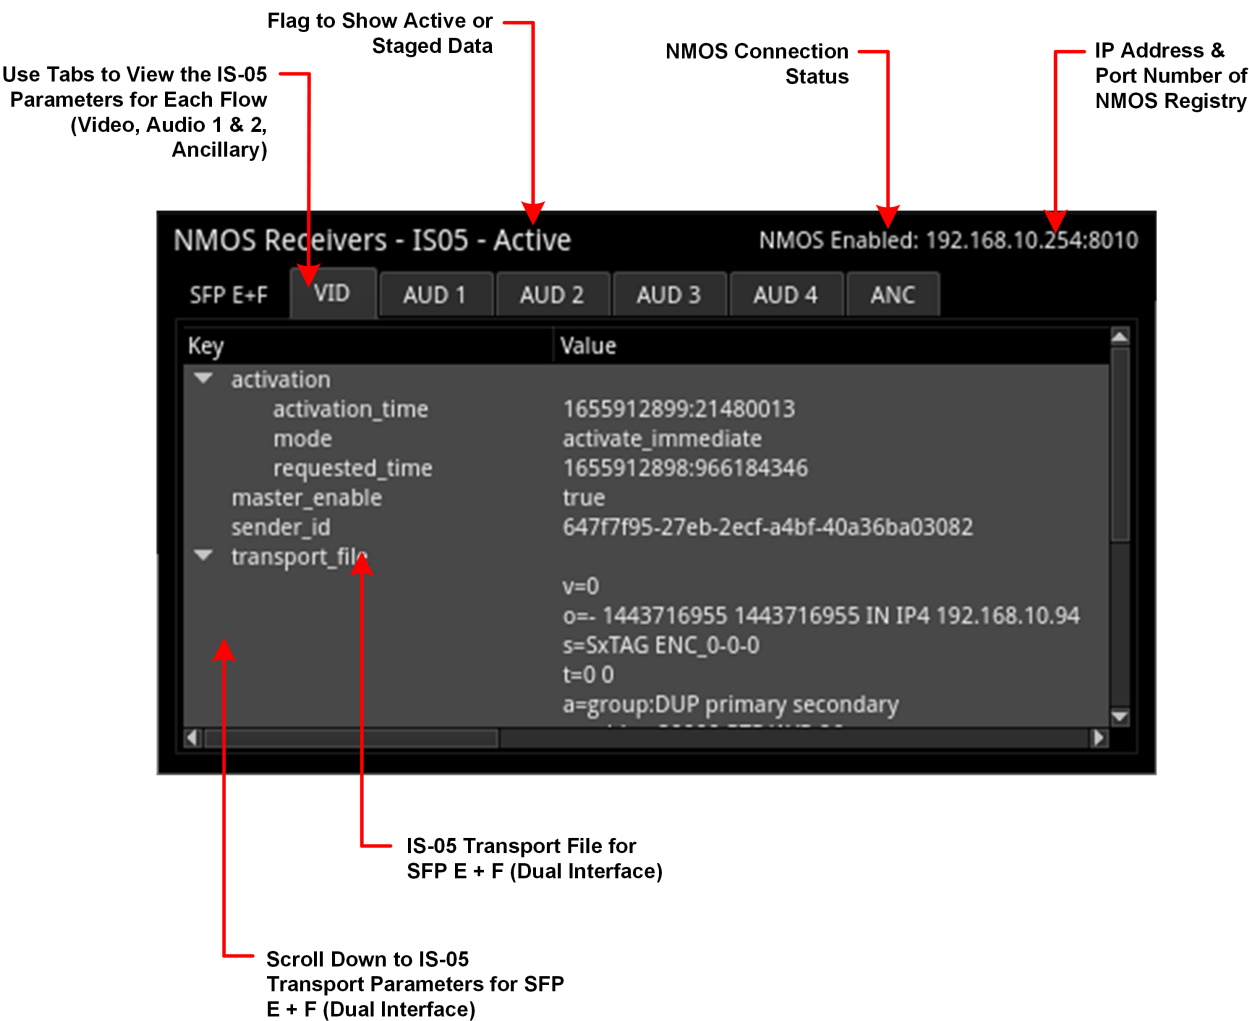 Flag to Show Active or
Staged Data
Use Tabs to View the IS-05
Parameters for Each Flow
(Video, Audio 1 & 2,
Ancillary)
NMOS Connection
Status
IP Address &
Port Number of
NMOS Registry
NMOS Receivers - IS05 - Active
NMOS Enabled: 192.168.10.254:8010
SFP E+F VID AUD 1 AUD 2 AUD 3 AUD 4 ANC
Key Value
activation
activation_time 1655912899:21480013
mode activate_immediate
requested_time 1655912898:966184346
master_enable true
sender_id 647f7f95-27eb-2ecf-a4bf-40a36ba03082
transport_file
v=0
o=- 1443716955 1443716955 IN IP4 192.168.10.94
s=SxTAG ENC_0-0-0
t=0 0
a=group:DUP primary secondary
IS-05 Transport File for
SFP E + F (Dual Interface)
Scroll Down to IS-05
Transport Parameters for SFP
E + F (Dual Interface)